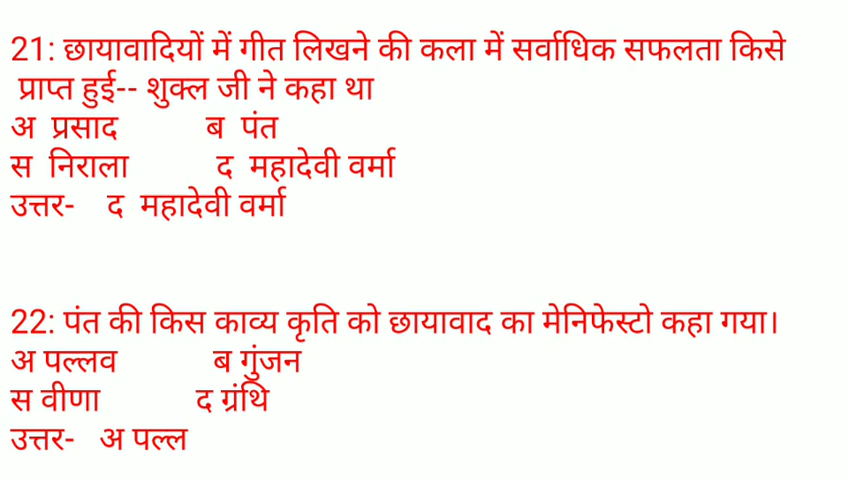 21: छायावादियों में गीत लिखने की कला में सर्वाधिक सफलता किसे
प्राप्त हुई-- शुक्ल जी ने कहा था
अ प्रसाद ब पंत
स निराला द महादेवी वर्मा
उत्तर- द महादेवी वर्मा
22: पंत की किस काव्य कृति को छायावाद का मेनिफेस्टो कहा गया।
अ पल्लव ब गुंजन
स वीणा द ग्रंथि
उत्तर- अ पल्ल